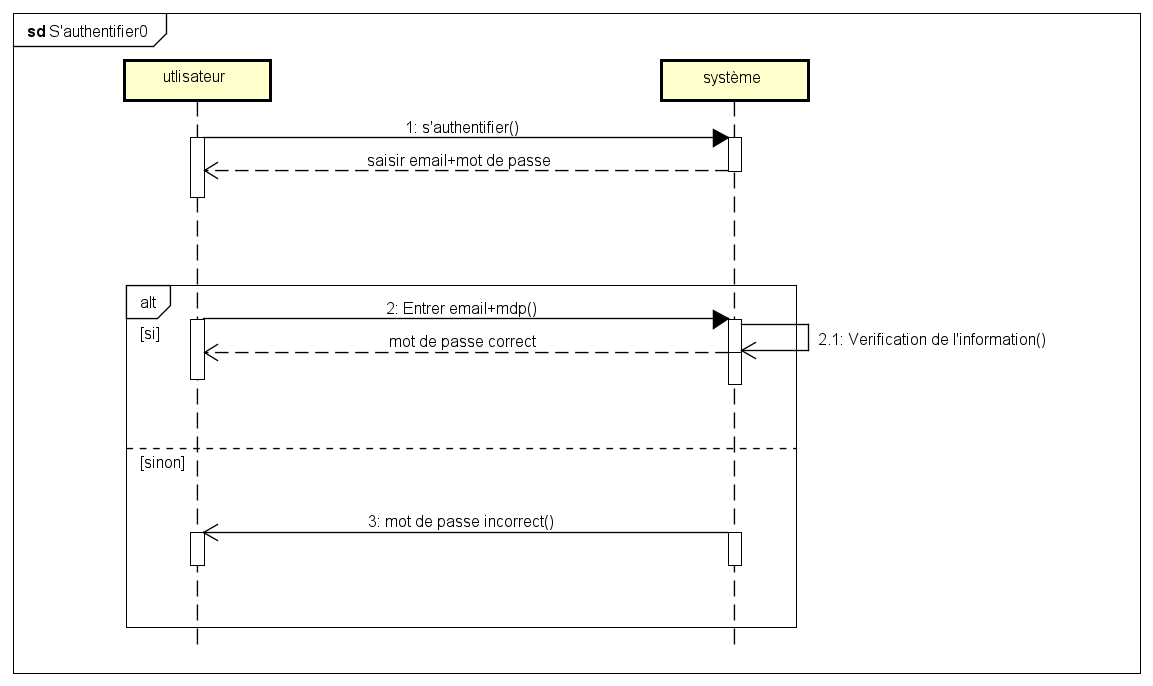 sd S'authentifier0
utlisateur
système
1: s'authentifier()
saisir email+mot de passe
alt
2: Entrer email+mdp()
[si]
mot de passe correct
2.1: Verification de l'information()
[sinon]
3: mot de passe incorrect()